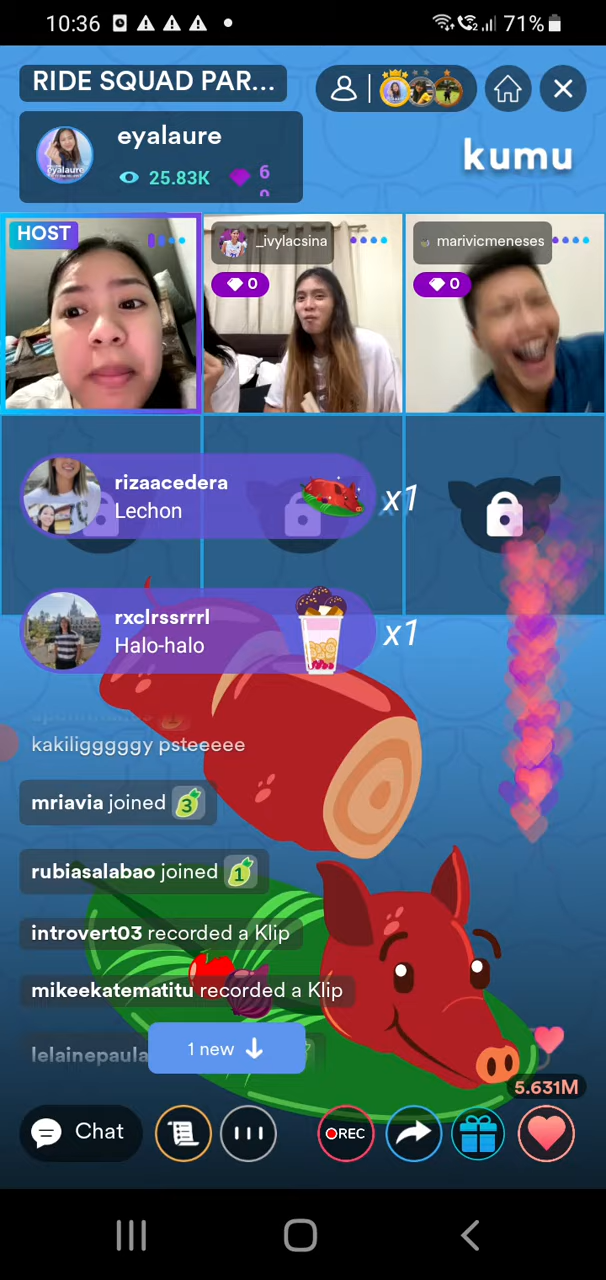 10:36
71%
RIDE SQUAD PAR...
eyalaure
25.83K
kumu
HOST
_ivylacsina
0
marivicmeneses
0
rizaacedera
Lechon
x1
rxclrssrrrl
Halo-halo
x1
kakiligggggy psteeeee
mriavia joined 3
rubiasalabao joined 1
introvert03 recorded a Klip
mikeekatematitu recorded a Klip
lelainepaula
1 new
5.631M
Chat
REC